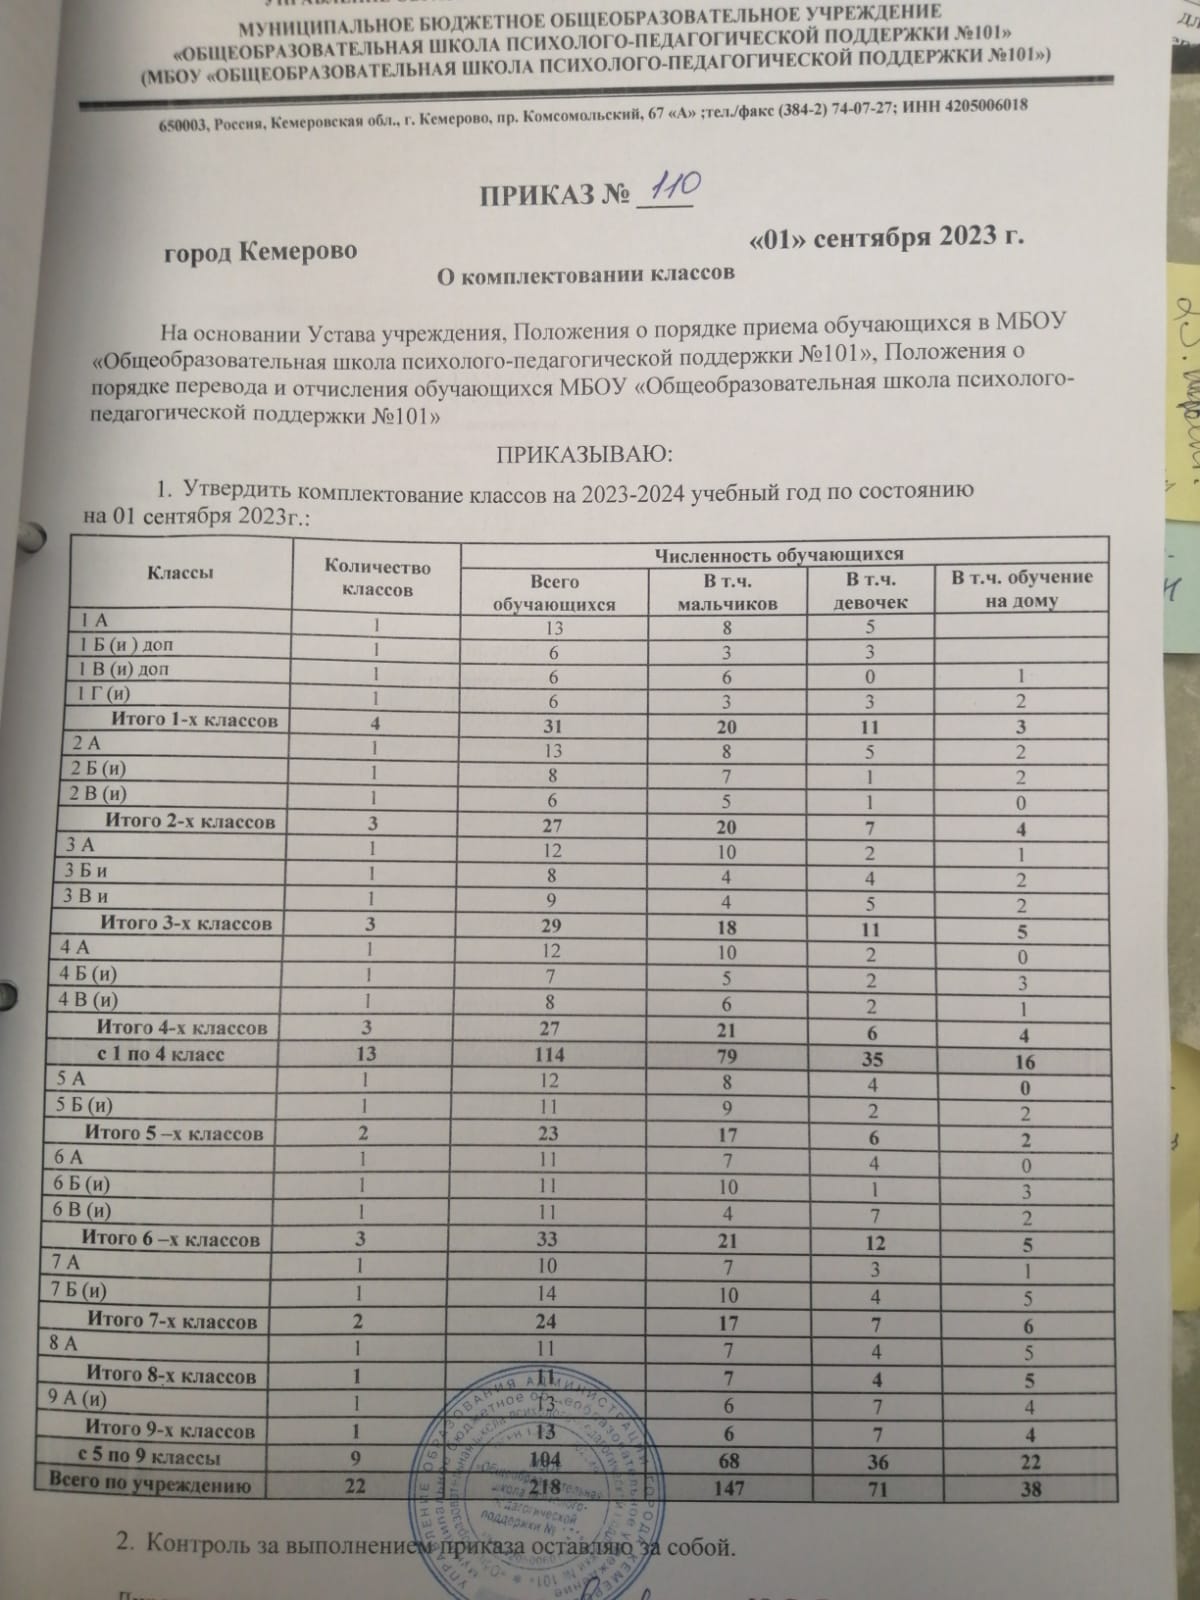 МУНИЦИПАЛЬНОЕ БЮДЖЕТНОЕ ОБЩЕОБРАЗОВАТЕЛЬНОЕ УЧРЕЖДЕНИЕ
«ОБЩЕОБРАЗОВАТЕЛЬНАЯ ШКОЛА ПСИХОЛОГО-ПЕДАГОГИЧЕСКОЙ ПОДДЕРЖКИ №101»
(МБОУ «ОБЩЕОБРАЗОВАТЕЛЬНАЯ ШКОЛА ПСИХОЛОГО-ПЕДАГОГИЧЕСКОЙ ПОДДЕРЖКИ №101»)
650003, Россия, Кемеровская обл., г. Кемерово, пр. Комсомольский, 67 «А» ;тел./факс (384-2) 74-07-27; ИНН 4205006018
ПРИКАЗ № 110
город Кемерово «01» сентября 2023 г.
О комплектовании классов
На основании Устава учреждения, Положения о порядке приема обучающихся в МБОУ
«Общеобразовательная школа психолого-педагогической поддержки №101», Положения о
порядке перевода и отчисления обучающихся МБОУ «Общеобразовательная школа психолого-
педагогической поддержки №101»
ПРИКАЗЫВАЮ:
1. Утвердить комплектование классов на 2023-2024 учебный год по состоянию
на 01 сентября 2023г.:
Классы Количество классов Численность обучающихся
Всего обучающихся В т.ч. мальчиков В т.ч. девочек В т.ч. обучение на дому
1 А 1 13 8 5
1 Б (и ) доп 1 6 3 3
1 В (и) доп 1 6 6 0 1
1 Г (и) 1 6 3 3 2
Итого 1-х классов 4 31 20 11 3
2 А 1 13 8 5 2
2 Б (и) 1 8 7 1 2
2 В (и) 1 6 5 1 0
Итого 2-х классов 3 27 20 7 4
3 А 1 12 10 2 1
3 Б и 1 8 4 4 2
3 В и 1 9 4 5 2
Итого 3-х классов 3 29 18 11 5
4 А 1 12 10 2 0
4 Б (и) 1 7 5 2 3
4 В (и) 1 8 6 2 1
Итого 4-х классов 3 27 21 6 4
с 1 по 4 класс 13 114 79 35 16
5 А 1 12 8 4 0
5 Б (и) 1 11 9 2 2
Итого 5 –х классов 2 23 17 6 2
6 А 1 11 7 4 0
6 Б (и) 1 11 10 1 3
6 В (и) 1 11 4 7 2
Итого 6 –х классов 3 33 21 12 5
7 А 1 10 7 3 1
7 Б (и) 1 14 10 4 5
Итого 7-х классов 2 24 17 7 6
8 А 1 11 7 4 5
Итого 8-х классов 1 11 7 4 5
9 А (и) 1 13 6 7 4
Итого 9-х классов 1 13 6 7 4
с 5 по 9 классы 9 104 68 36 22
Всего по учреждению 22 218 147 71 38
2. Контроль за выполнением приказа оставляю за собой.